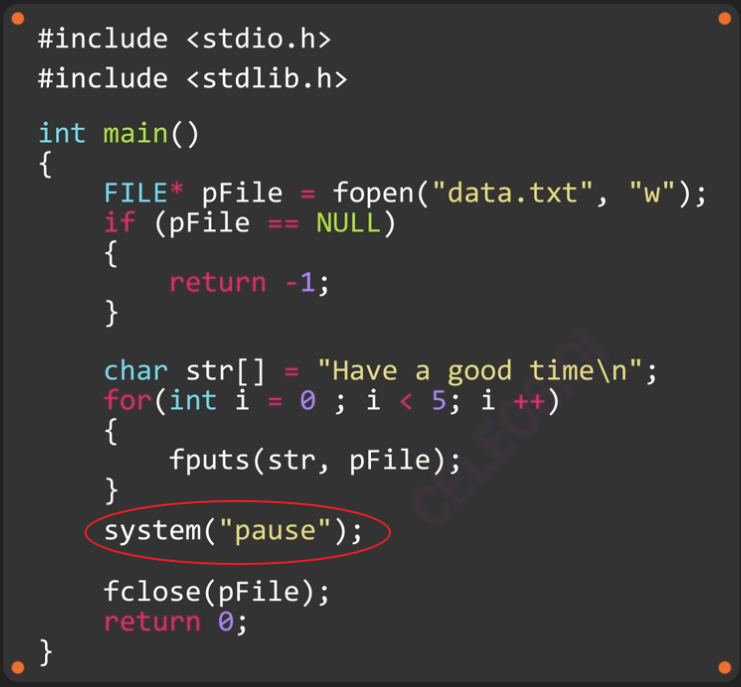 #include <stdio.h>
#include <stdlib.h>
int main()
{
    FILE* pFile = fopen("data.txt", "w");
    if (pFile == NULL)
    {
        return -1;
    }
    char str[] = "Have a good time\n";
    for(int i = 0 ; i < 5; i ++)
    {
        fputs(str, pFile);
    }
    system("pause");
    fclose(pFile);
    return 0;
}